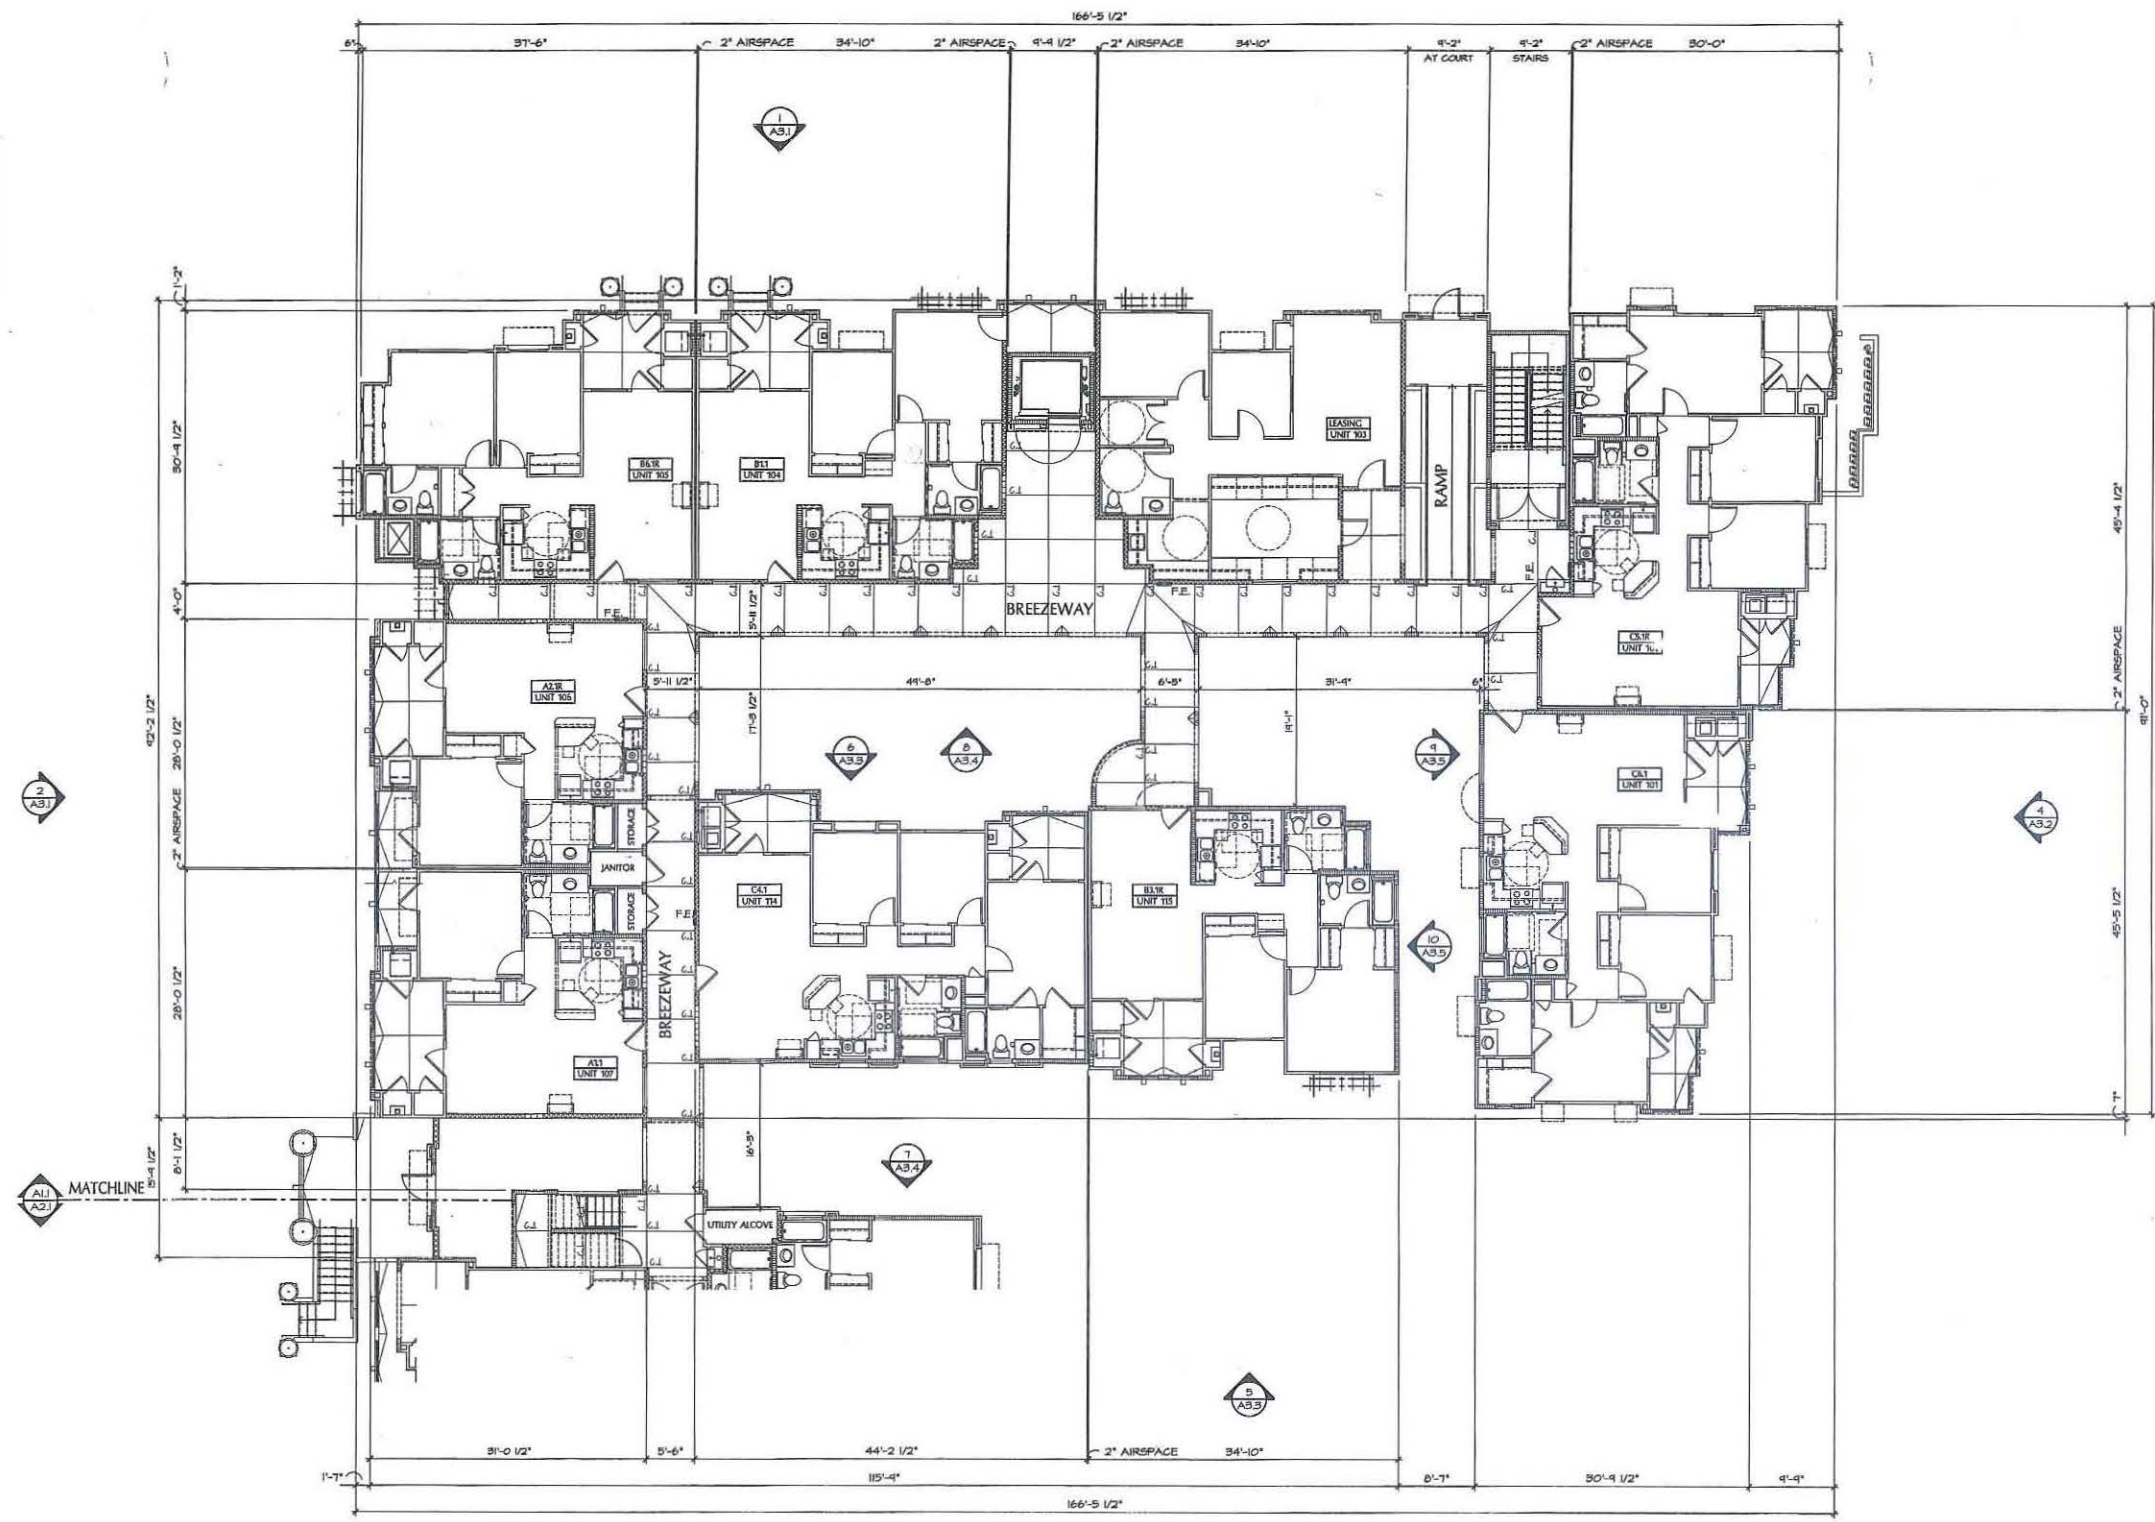 166'-5 1/2"
6"
37'-6"
2" AIRSPACE
34'-10"
2" AIRSPACE
9'-9 1/2"
2" AIRSPACE
34'-10"
9'-2"
AT COURT
9'-2"
STAIRS
2" AIRSPACE
30'-0"
1
A3.1
1'-2"
30'-9 1/2"
4'-0"
92'-2 1/2"
28'-0 1/2"
2" AIRSPACE
28'-0 1/2"
8'-1 1/2"
15'-9 1/2"
LEASING
UNIT 103
RAMP
B6.1R
UNIT 105
B1.1
UNIT 104
F.E.
BREEZEWAY
F.E.
F.E.
5'-11 1/2"
C5.1R
45'-4 1/2"
2" AIRSPACE
91'-0"
45'-5 1/2"
7"
A2.1R
UNIT 106
5'-11 1/2"
49'-8"
6'-5"
31'-9"
6"
17'-3 1/2"
19'-1"
6
A3.3
8
A3.4
9
A3.5
C6.1
UNIT 101
2
A3.1
4
A3.2
STORAGE
JANITOR
STORAGE
F.E.
C4.1
UNIT 114
B3.1R
UNIT 113
10
A3.5
BREEZEWAY
A1.1
UNIT 107
16'-5"
7
A3.4
A1.1
A2.1
MATCHLINE
UTILITY ALCOVE
5
A3.3
31'-0 1/2"
5'-6"
44'-2 1/2"
2" AIRSPACE
34'-10"
1'-7"
115'-9"
8'-7"
30'-9 1/2"
9'-9"
166'-5 1/2"